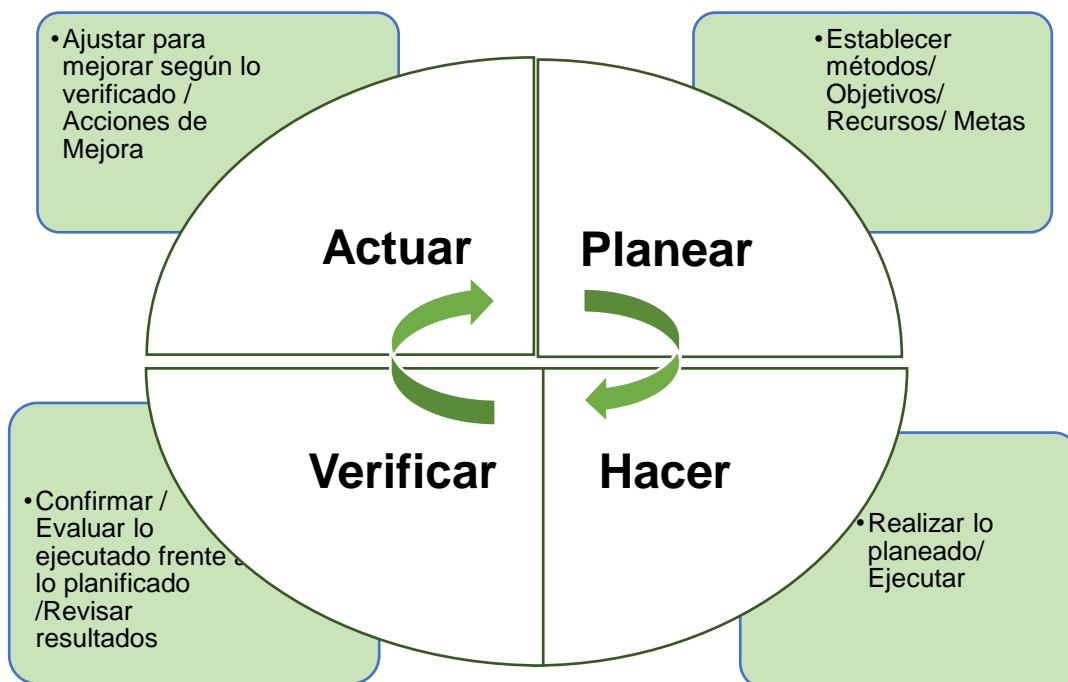 •Ajustar para
mejorar según lo
verificado /
Acciones de
Mejora
•Establecer
métodos/
Objetivos/
Recursos/ Metas
Actuar
Planear
Verificar
Hacer
•Confirmar /
Evaluar lo
ejecutado frente a
lo planificado
/Revisar
resultados
•Realizar lo
planeado/
Ejecutar